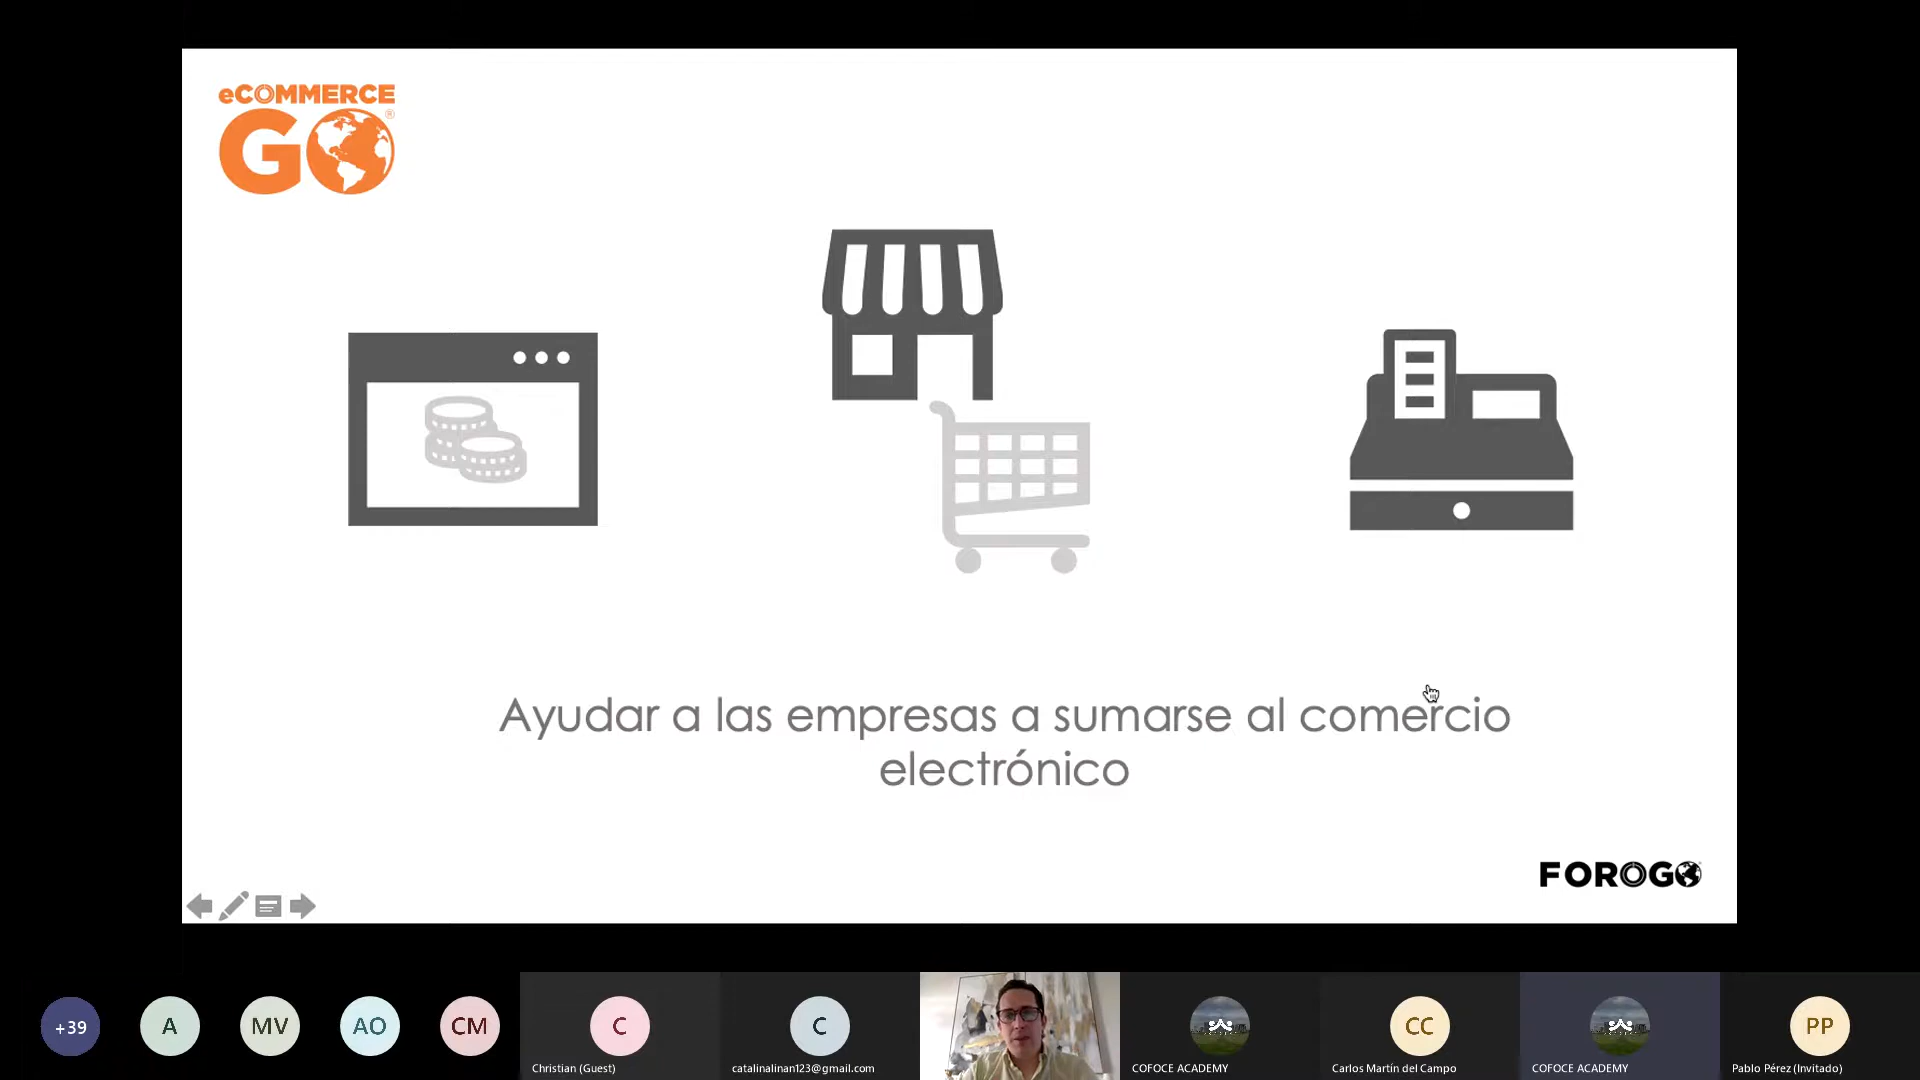 eCOMMERCE
GO®
Ayudar a las empresas a sumarse al comercio
electrónico
FOROGO
+39
A
MV
AO
CM
C
C
CC
PP
Christian (Guest)
catalinalinan123@gmail.com
COFOCE ACADEMY
Carlos Martín del Campo
COFOCE ACADEMY
Pablo Pérez (Invitado)